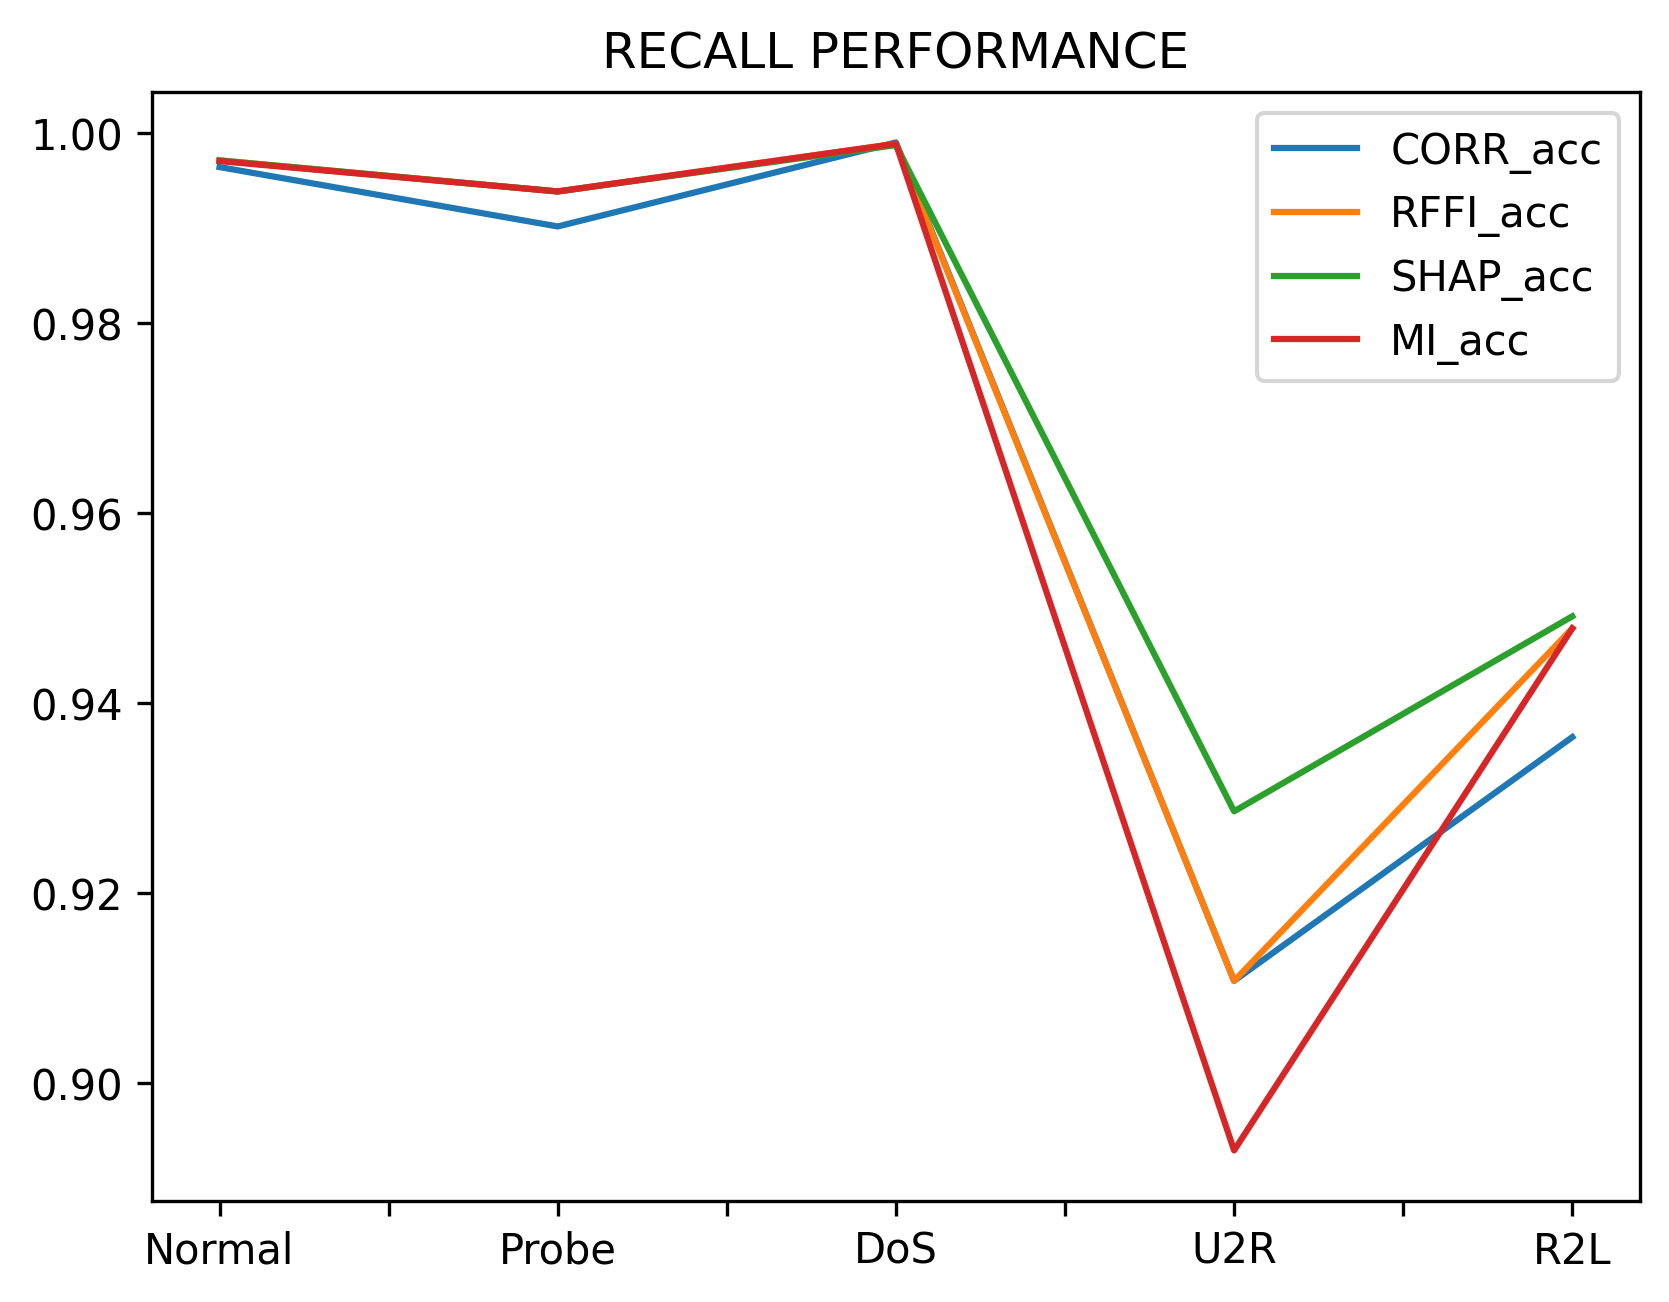 RECALL PERFORMANCE
1.00
0.98
0.96
0.94
0.92
0.90
CORR_acc
RFFI_acc
SHAP_acc
MI_acc
Normal Probe DoS U2R R2L